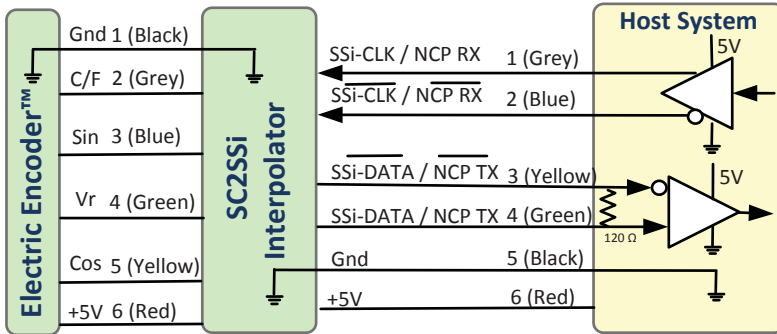 Host System
Gnd 1 (Black)
C/F 2 (Grey)
Sin 3 (Blue)
Vr 4 (Green)
Cos 5 (Yellow)
+5V 6 (Red)
Electric Encoder™
SC2SSi
Interpolator
SSi-CLK / NCP RX 1 (Grey)
SSi-CLK / NCP RX 2 (Blue)
SSi-DATA / NCP TX 3 (Yellow)
SSi-DATA / NCP TX 4 (Green)
Gnd 5 (Black)
+5V 6 (Red)
5V
5V
120 Ω